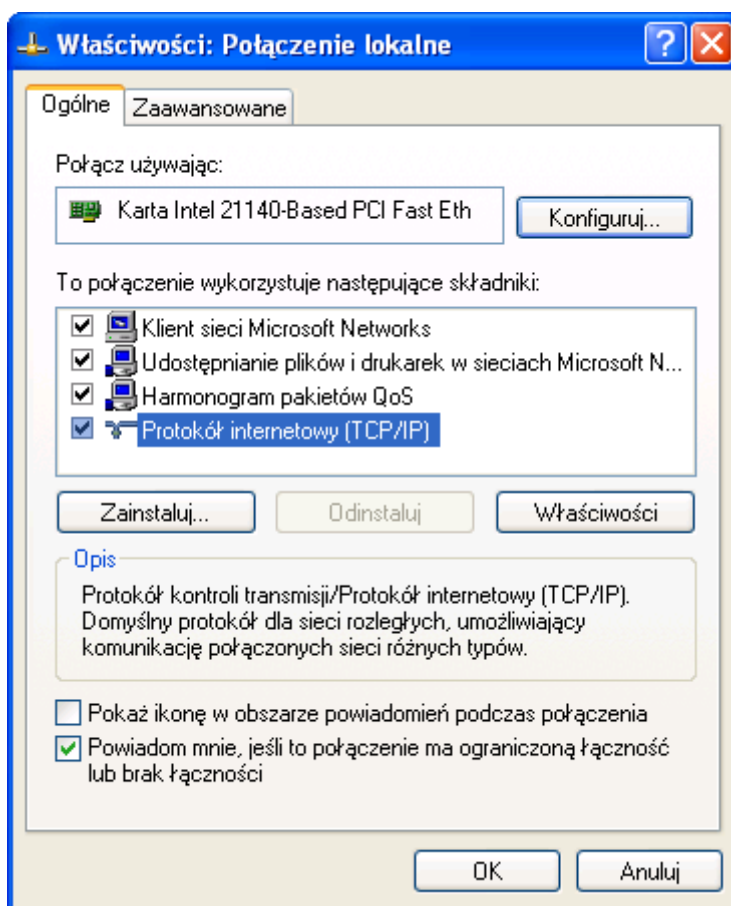 Właściwości: Połączenie lokalne
Ogólne
Zaawansowane
Połącz używając:
Karta Intel 21140-Based PCI Fast Eth
Konfiguruj...
To połączenie wykorzystuje następujące składniki:
Klient sieci Microsoft Networks
Udostępnianie plików i drukarek w sieciach Microsoft N...
Harmonogram pakietów QoS
Protokół internetowy (TCP/IP)
Zainstaluj...
Odinstaluj
Właściwości
Opis
Protokół kontroli transmisji/Protokół internetowy (TCP/IP).
Domyślny protokół dla sieci rozległych, umożliwiający
komunikację połączonych sieci różnych typów.
Pokaż ikonę w obszarze powiadomień podczas połączenia
Powiadom mnie, jeśli to połączenie ma ograniczoną łączność
lub brak łączności
OK
Anuluj